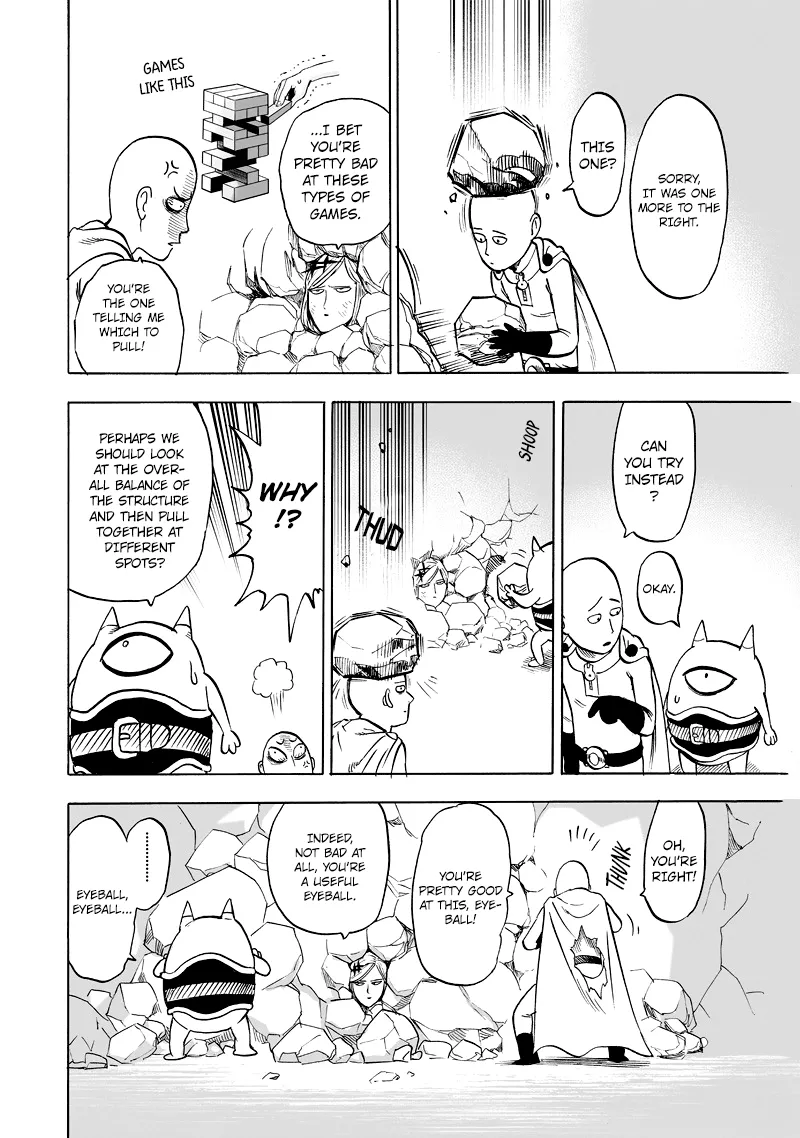 SORRY,
IT WAS ONE
MORE TO THE
RIGHT.
THIS
ONE?
...I BET
YOU'RE
PRETTY BAD
AT THESE
TYPES OF
GAMES.
GAMES
LIKE THIS
YOU'RE
THE ONE
TELLING ME
WHICH TO
PULL!
CAN
YOU TRY
INSTEAD
?
OKAY.
SHOOP
THUD
WHY
!?
PERHAPS WE
SHOULD LOOK
AT THE OVER-
ALL BALANCE
OF THE
STRUCTURE
AND THEN PULL
TOGETHER AT
DIFFERENT
SPOTS?
OH,
YOU'RE
RIGHT!
THUNK
YOU'RE
PRETTY GOOD
AT THIS, EYE-
BALL!
INDEED,
NOT BAD AT
ALL, YOU'RE
A USEFUL
EYEBALL.
.........
EYEBALL,
EYEBALL...